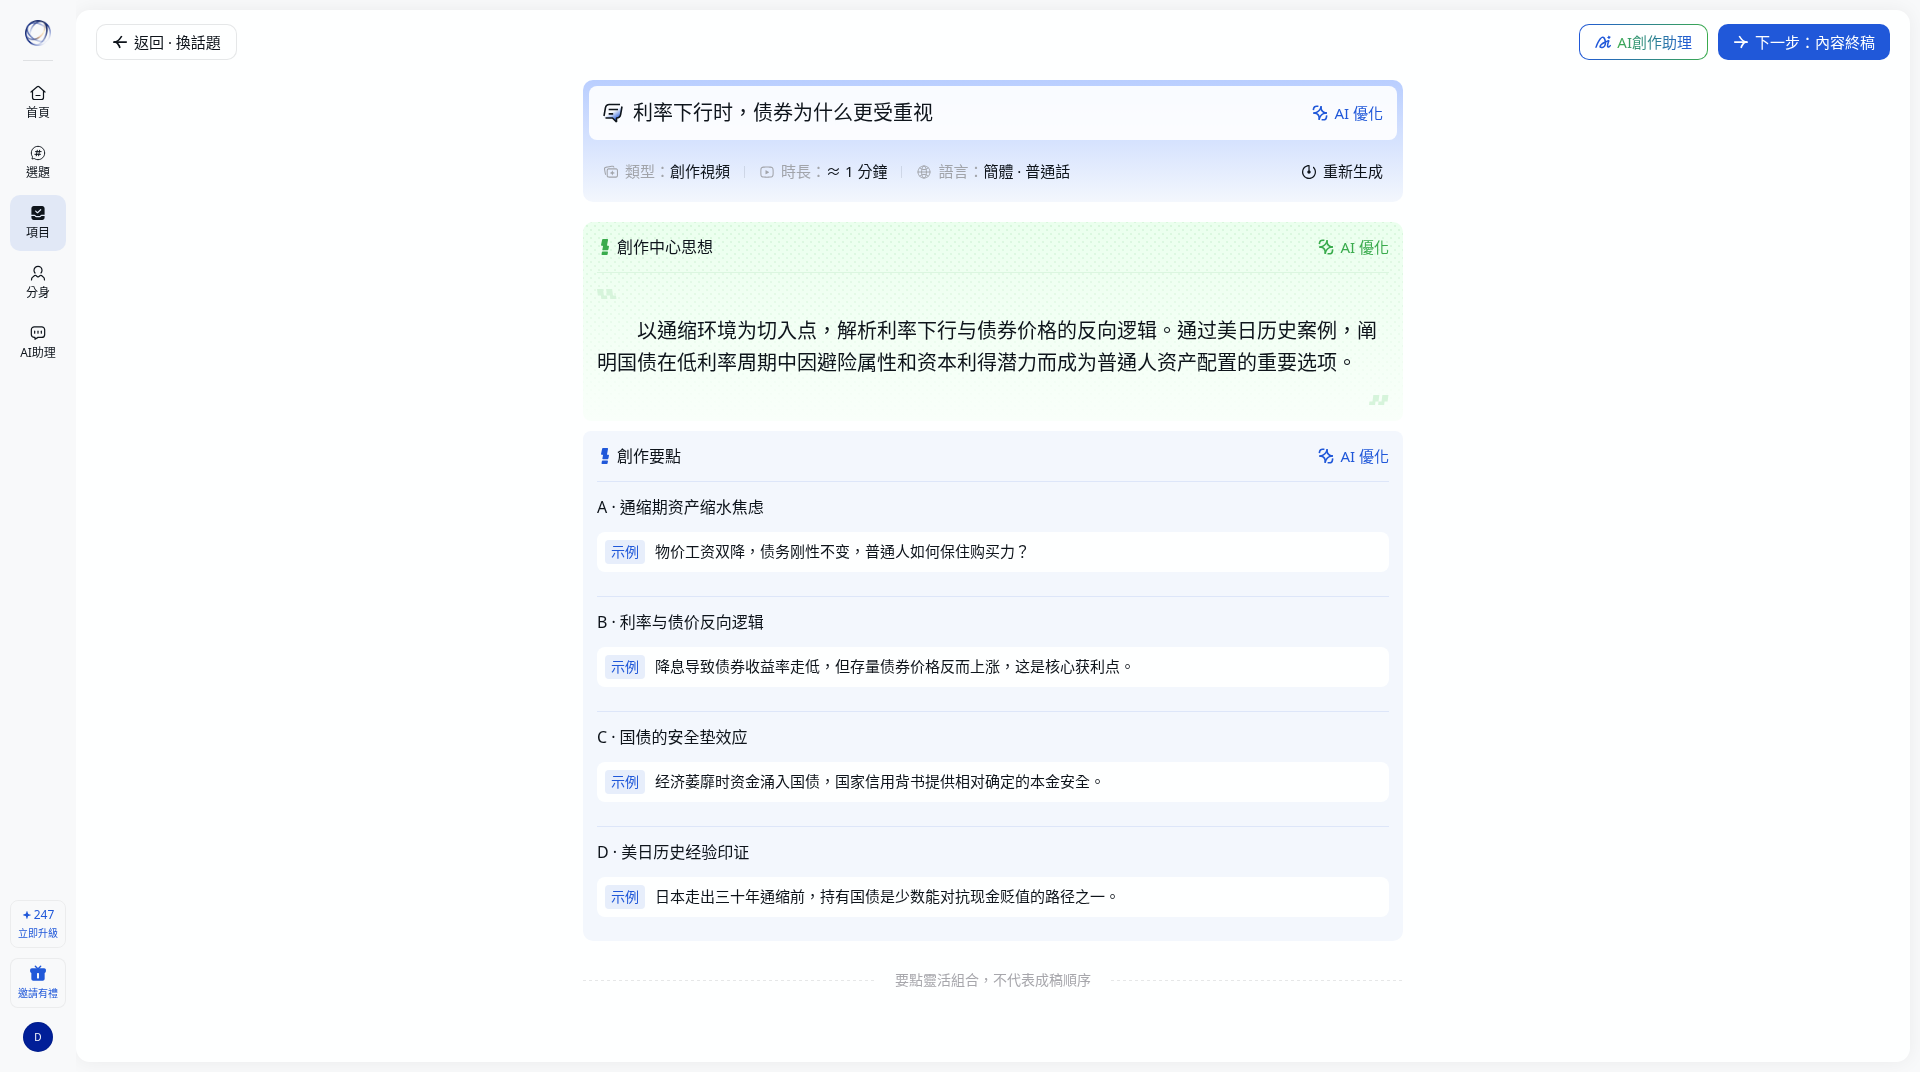 返回 · 換話題
AI創作助理
下一步：內容終稿
首頁
選題
項目
分身
AI助理
利率下行时，债券为什么更受重视
AI 優化
類型：創作視頻
時長：≈ 1 分鐘
語言：簡體 · 普通話
重新生成
創作中心思想
AI 優化
以通缩环境为切入点，解析利率下行与债券价格的反向逻辑。通过美日历史案例，阐
明国债在低利率周期中因避险属性和资本利得潜力而成为普通人资产配置的重要选项。
創作要點
AI 優化
A · 通缩期资产缩水焦虑
示例 物价工资双降，债务刚性不变，普通人如何保住购买力？
B · 利率与债价反向逻辑
示例 降息导致债券收益率走低，但存量债券价格反而上涨，这是核心获利点。
C · 国债的安全垫效应
示例 经济萎靡时资金涌入国债，国家信用背书提供相对确定的本金安全。
D · 美日历史经验印证
示例 日本走出三十年通缩前，持有国债是少数能对抗现金贬值的路径之一。
要點靈活組合，不代表成稿順序
247
立即升級
邀請有禮
D